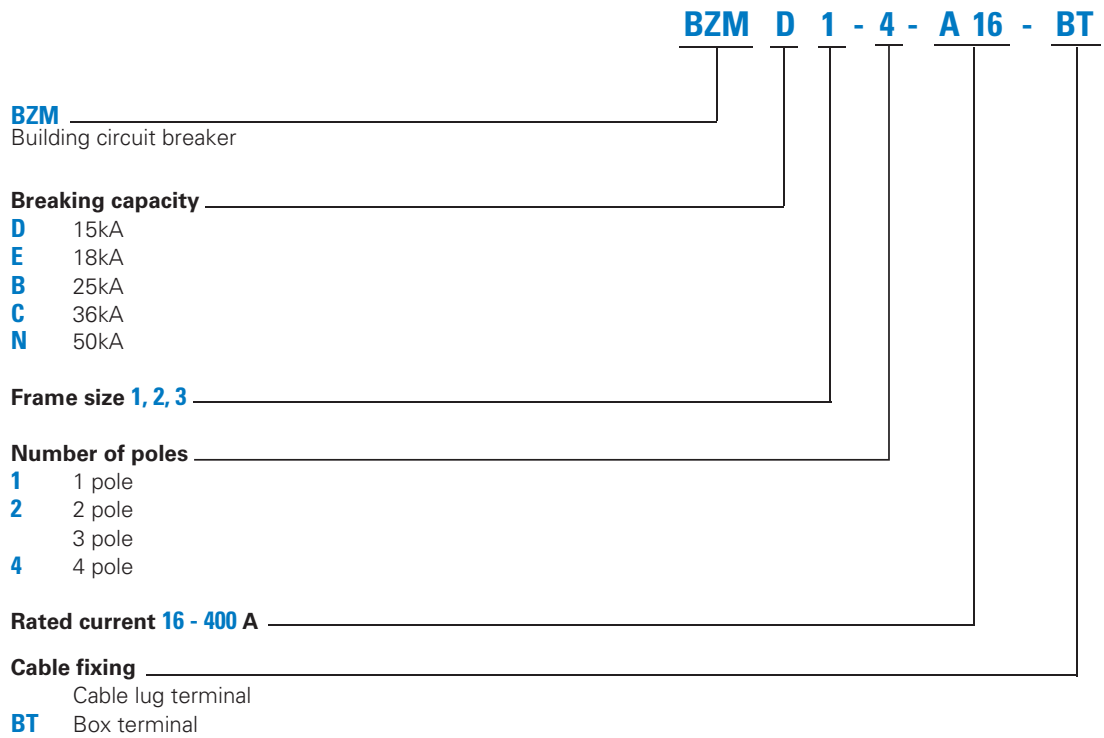 BZM D 1 - 4 - A 16 - BT
BZM
Building circuit breaker
Breaking capacity
D 15kA
E 18kA
B 25kA
C 36kA
N 50kA
Frame size 1, 2, 3
Number of poles
1 1 pole
2 2 pole
3 pole
4 4 pole
Rated current 16 - 400 A
Cable fixing
Cable lug terminal
BT Box terminal